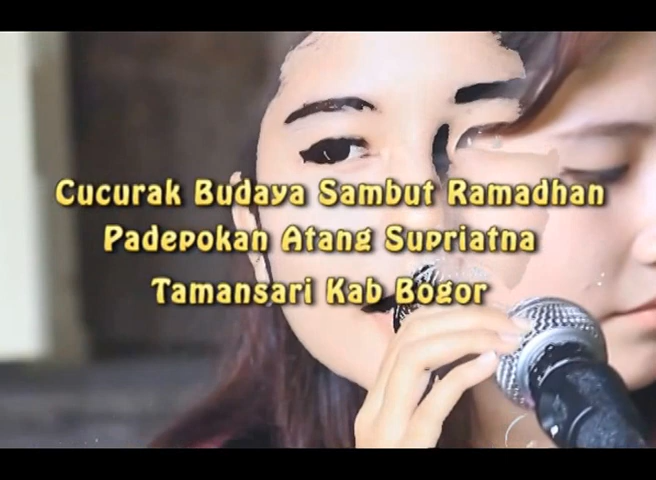 Cucurak Budaya Sambut Ramadhan
Padepokan Atang Supriatna
Tamansari Kab Bogor